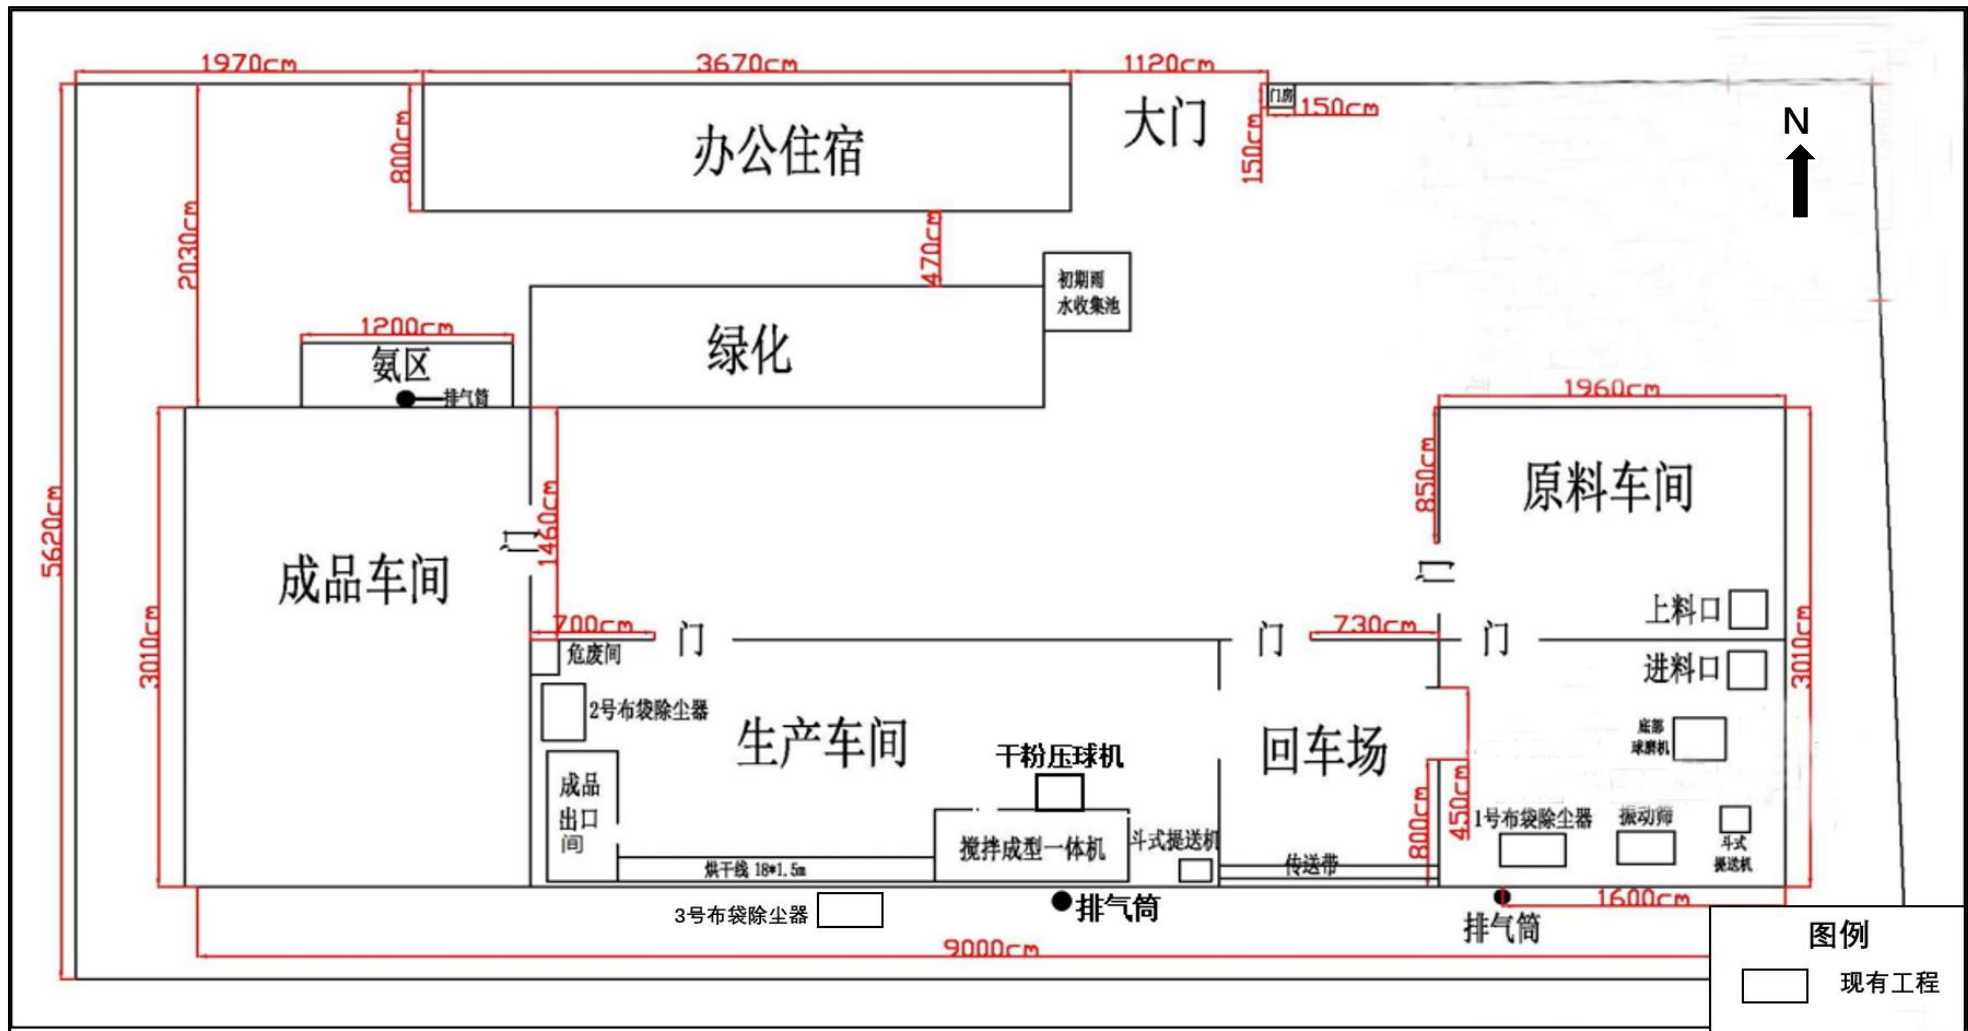 1970cm
3670cm
1120cm
大门
门房
150cm
150cm
N
800cm
办公住宿
2030cm
470cm
初期雨
水收集池
1200cm
氨区
排气筒
绿化
1960cm
850cm
原料车间
5620cm
1460cm
门
门
成品车间
上料口
3010cm
700cm
门
门
730cm
门
3010cm
危废间
进料口
2号布袋除尘器
生产车间
回车场
底部
球磨机
干粉压球机
成品
出口
间
800cm
450cm
1号布袋除尘器
振动筛
搅拌成型一体机
斗式提送机
斗式
提送机
烘干线 18*1.5m
传送带
3号布袋除尘器
排气筒
1600cm
排气筒
9000cm
图例
现有工程